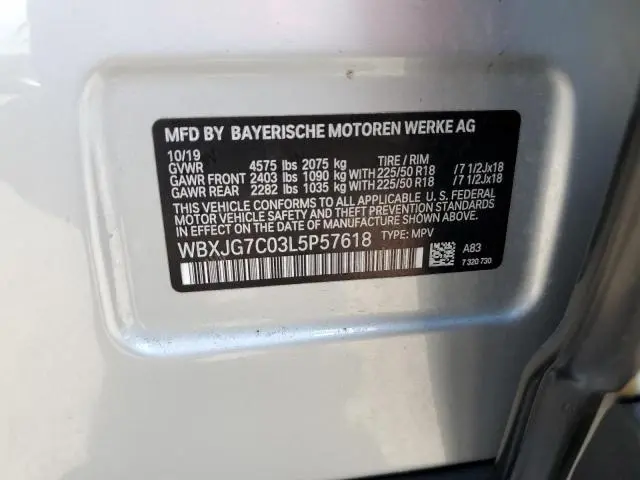 MFD BY BAYERISCHE MOTOREN WERKE AG
10/19
GVWR 4575 lbs 2075 kg TIRE / RIM
GAWR FRONT 2403 lbs 1090 kg WITH 225/50 R18 / 7 1/2Jx18
GAWR REAR 2282 lbs 1035 kg WITH 225/50 R18 / 7 1/2Jx18
THIS VEHICLE CONFORMS TO ALL APPLICABLE U.S. FEDERAL
MOTOR VEHICLE SAFETY AND THEFT PREVENTION STANDARDS
IN EFFECT ON THE DATE OF MANUFACTURE SHOWN ABOVE.
WBXJG7C03L5P57618 TYPE: MPV
A83
7 320 730